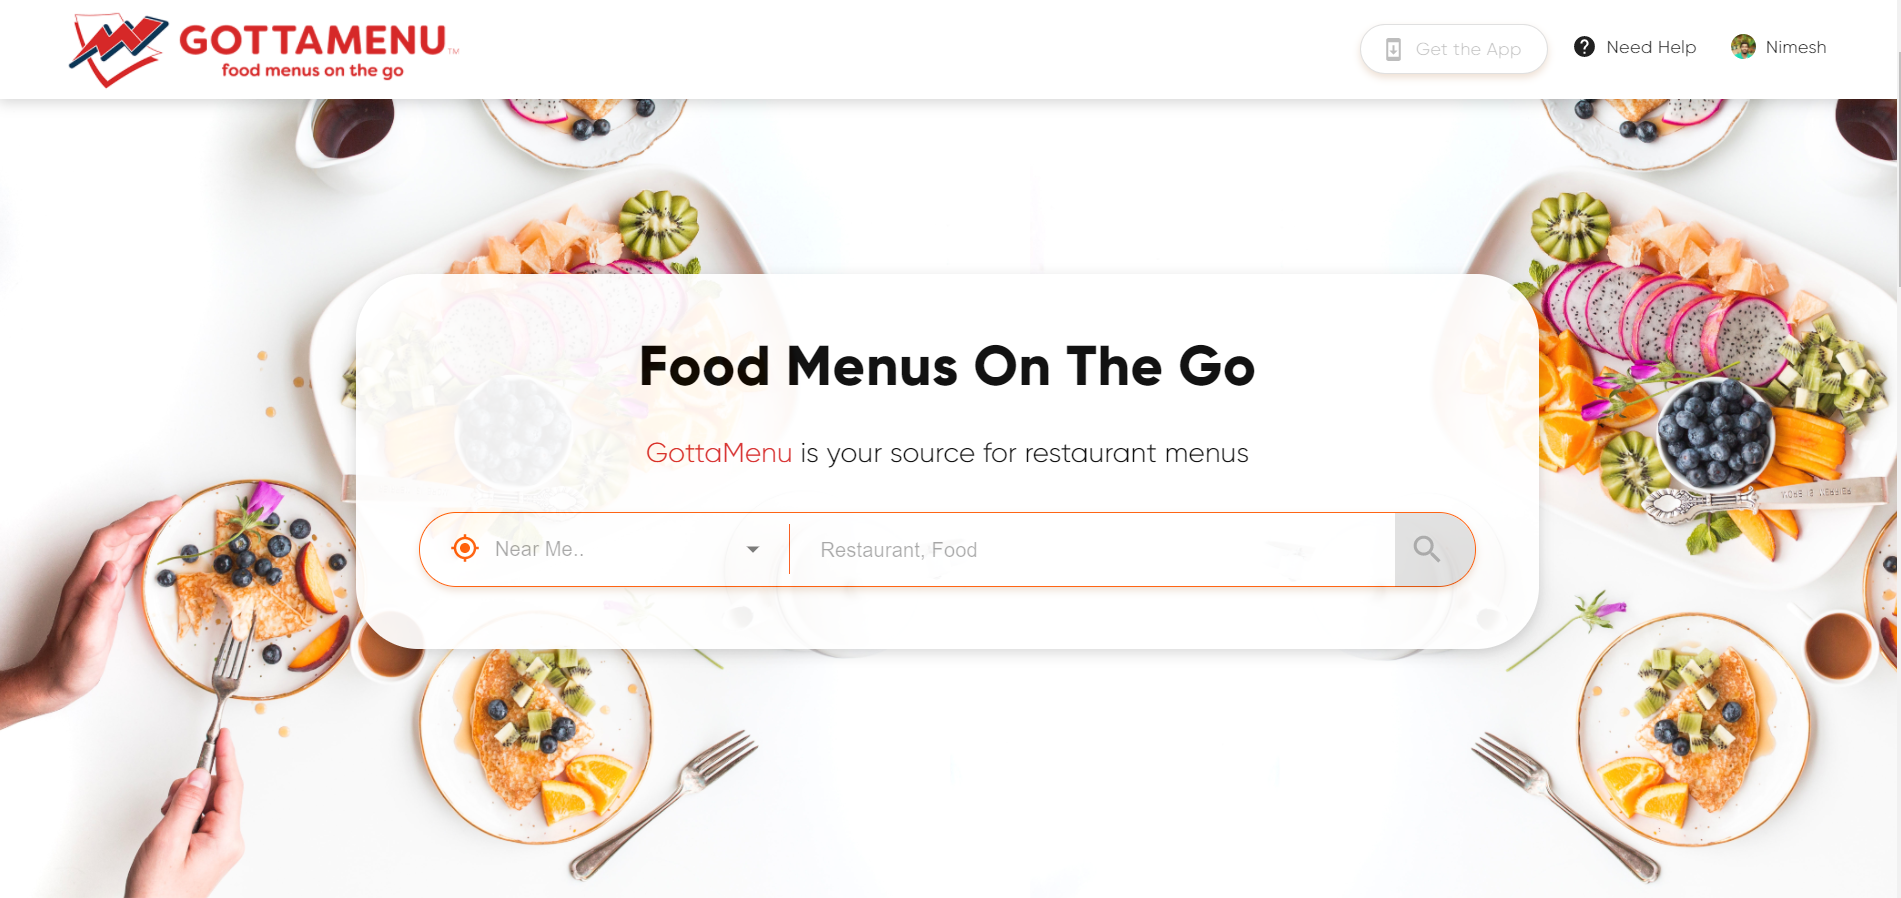 GOTTAMENU™
food menus on the go
Get the App
Need Help
Nimesh
Food Menus On The Go
GottaMenu is your source for restaurant menus
Near Me..
Restaurant, Food